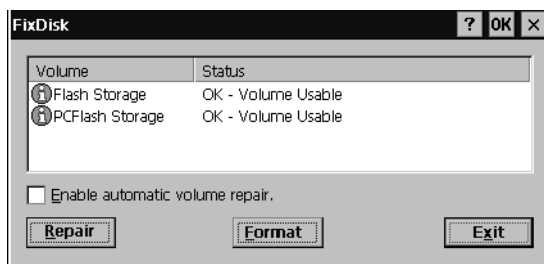 FixDisk ? OK ×
Volume Status
Flash Storage OK - Volume Usable
PCFlash Storage OK - Volume Usable
Enable automatic volume repair.
Repair Format Exit